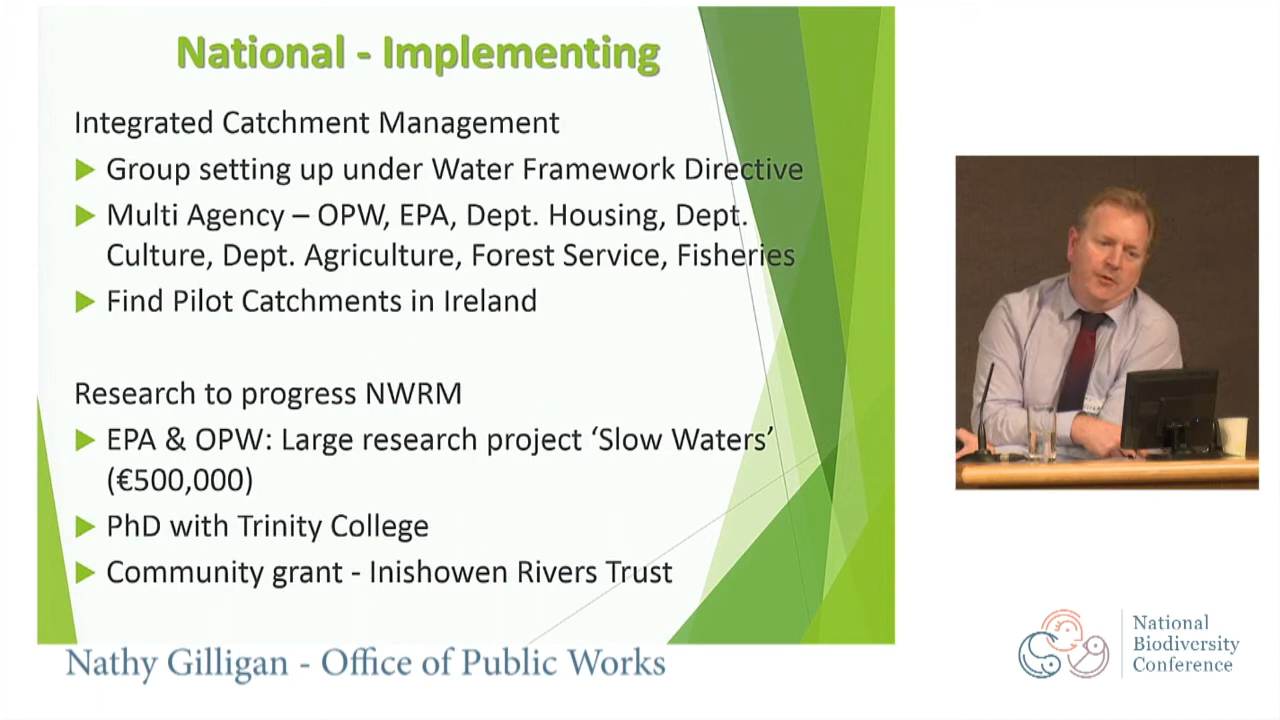 National - Implementing
Integrated Catchment Management
Group setting up under Water Framework Directive
Multi Agency – OPW, EPA, Dept. Housing, Dept.
Culture, Dept. Agriculture, Forest Service, Fisheries
Find Pilot Catchments in Ireland
Research to progress NWRM
EPA & OPW: Large research project ‘Slow Waters’
(€500,000)
PhD with Trinity College
Community grant - Inishowen Rivers Trust
Nathy Gilligan - Office of Public Works
National
Biodiversity
Conference